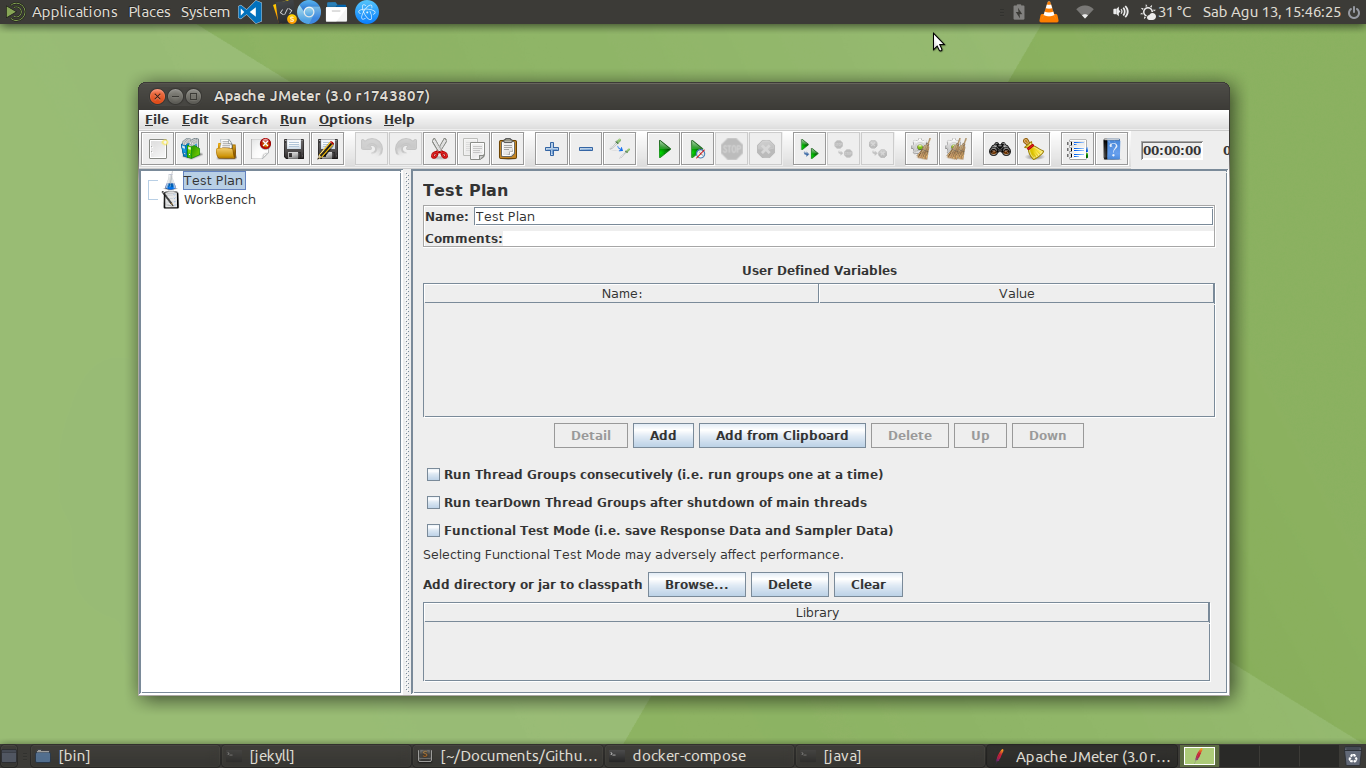 Applications Places System 31 °C Sab Agu 13, 15:46:25
Apache JMeter (3.0 r1743807)
File Edit Search Run Options Help
STOP 00:00:00 0
Test Plan
WorkBench
Test Plan
Name: Test Plan
Comments:
User Defined Variables
Name: Value
Detail Add Add from Clipboard Delete Up Down
Run Thread Groups consecutively (i.e. run groups one at a time)
Run tearDown Thread Groups after shutdown of main threads
Functional Test Mode (i.e. save Response Data and Sampler Data)
Selecting Functional Test Mode may adversely affect performance.
Add directory or jar to classpath Browse... Delete Clear
Library
[bin] [jekyll] [~/Documents/Githu... docker-compose [java] Apache JMeter (3.0 r...